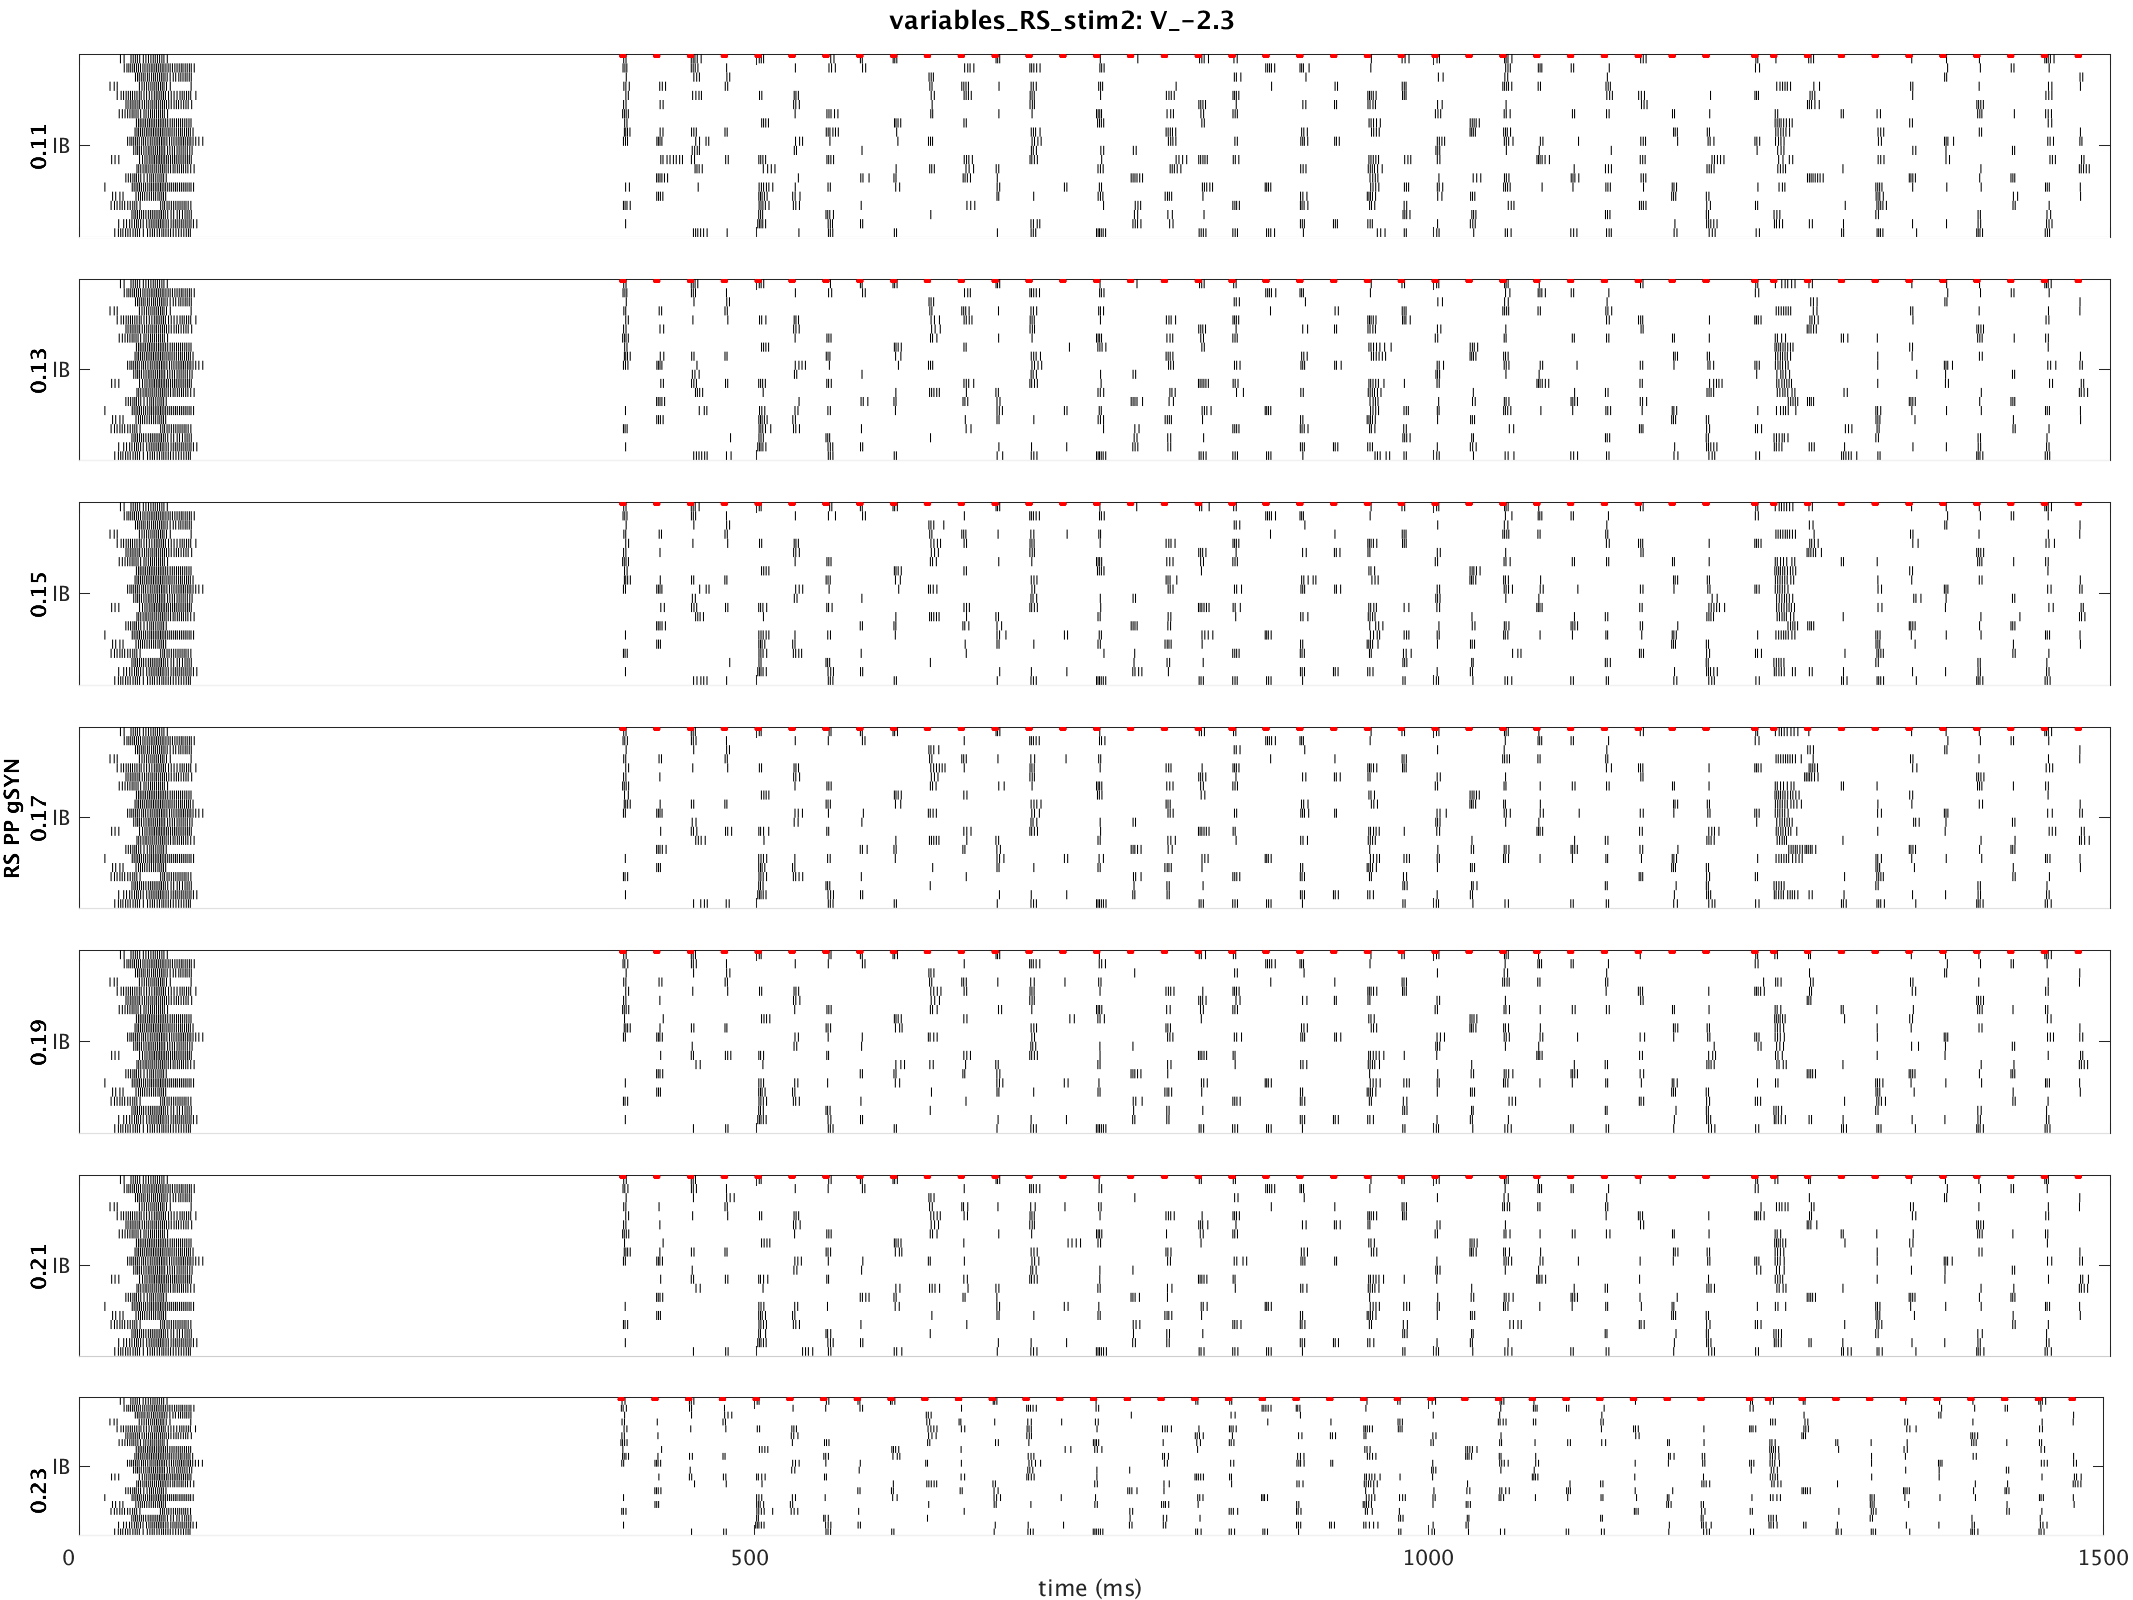 variables_RS_stim2: V_-2.3
RS PP gSYN
0.11 IB
0.13 IB
0.15 IB
0.17 IB
0.19 IB
0.21 IB
0.23 IB
0 500 1000 1500
time (ms)